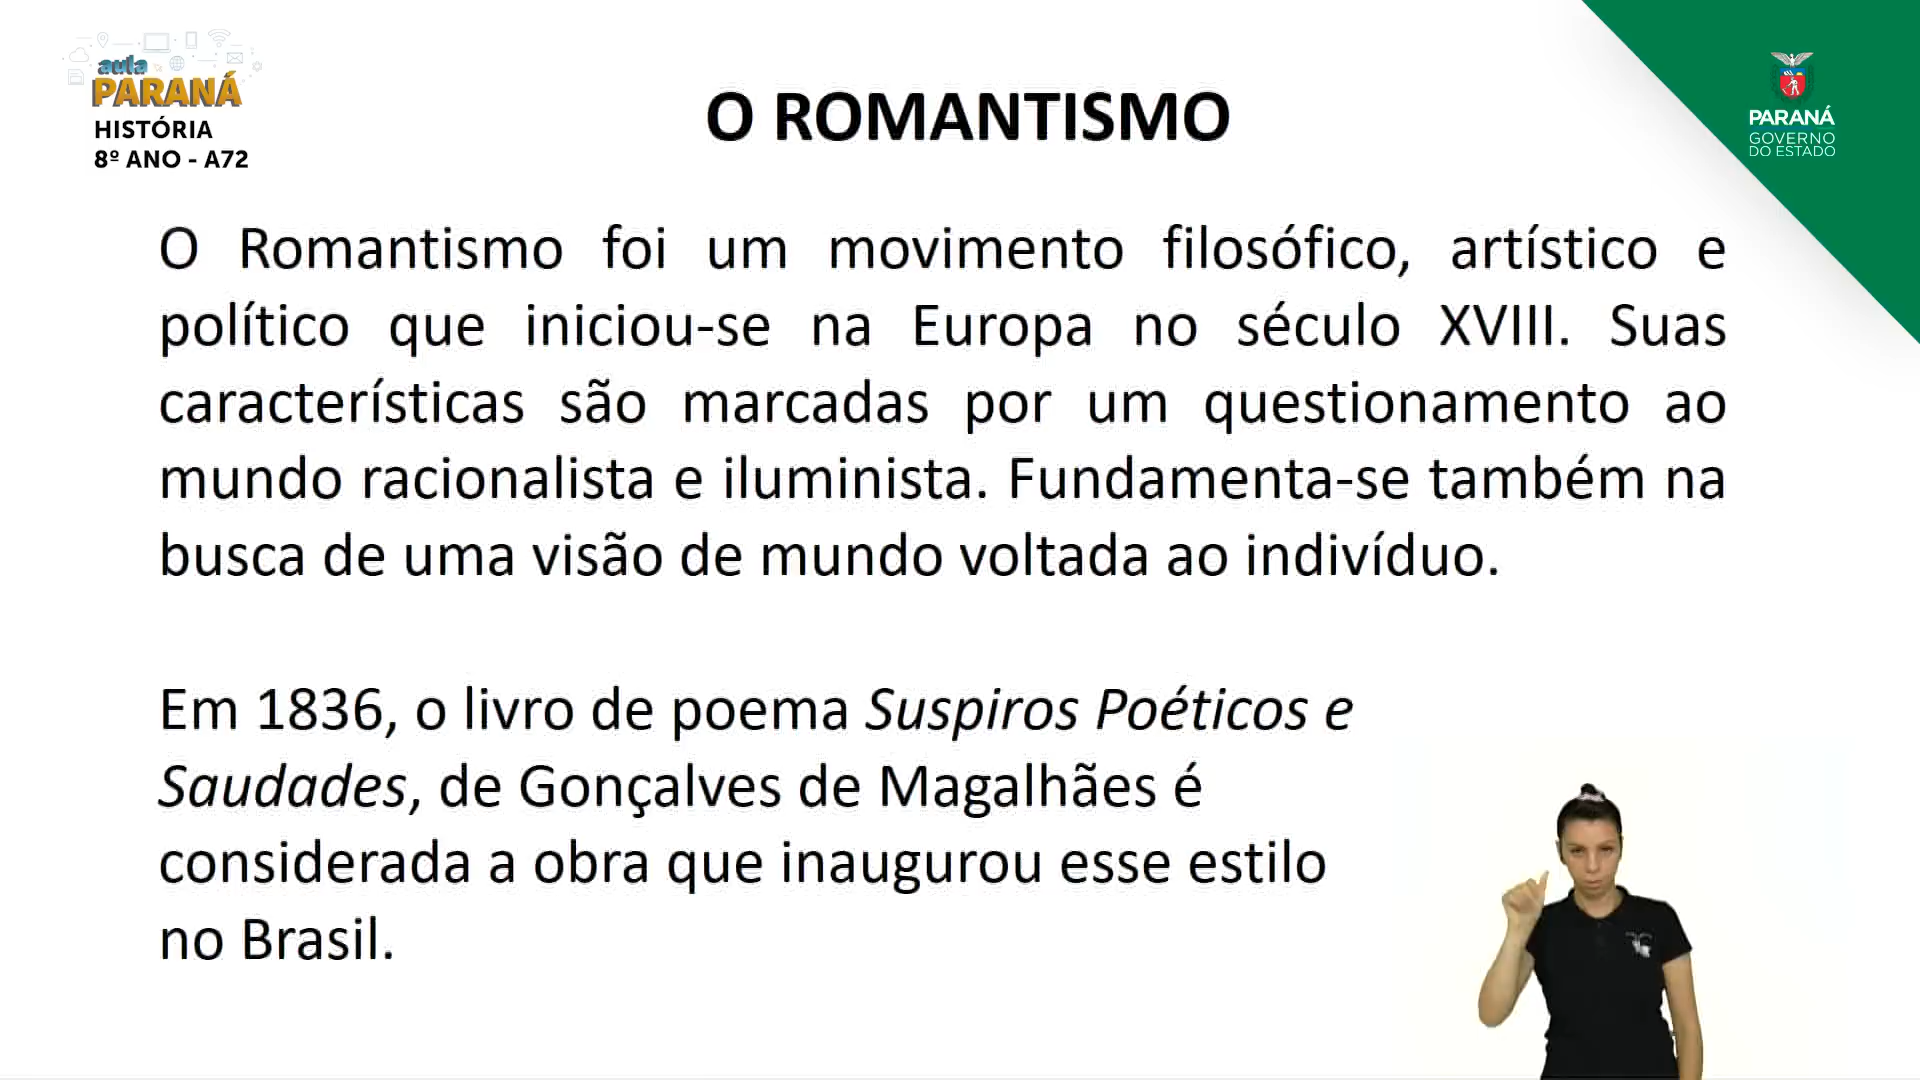 aula
PARANÁ
HISTÓRIA
8º ANO - A72
O ROMANTISMO
PARANÁ
GOVERNO
DO ESTADO
O Romantismo foi um movimento filosófico, artístico e
político que iniciou-se na Europa no século XVIII. Suas
características são marcadas por um questionamento ao
mundo racionalista e iluminista. Fundamenta-se também na
busca de uma visão de mundo voltada ao indivíduo.
Em 1836, o livro de poema Suspiros Poéticos e
Saudades, de Gonçalves de Magalhães é
considerada a obra que inaugurou esse estilo
no Brasil.